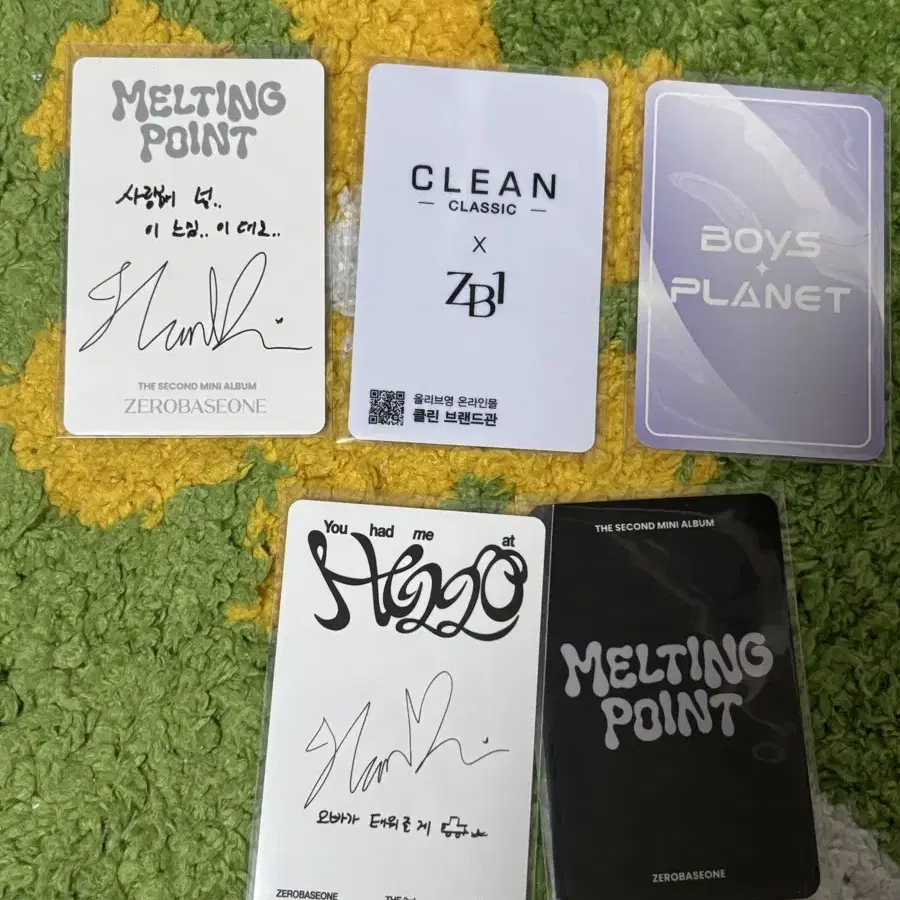 MELTING
POINT
사랑해 넌..
이 느낌.. 이대로..
THE SECOND MINI ALBUM
ZEROBASEONE
CLEAN
— CLASSIC —
X
ZB1
올리브영 온라인몰
클린 브랜드관
BOYS
PLANET
You had me at
Hello
오빠가 태워줄게
ZEROBASEONE
THE
THE SECOND MINI ALBUM
MELTING
POINT
ZEROBASEONE